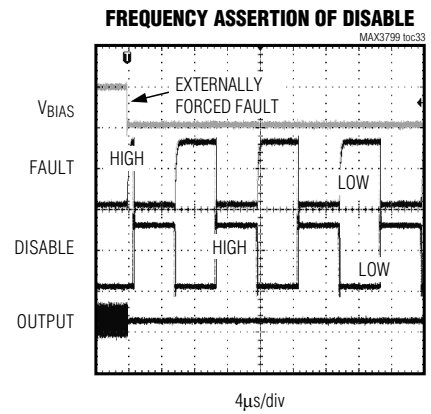 FREQUENCY ASSERTION OF DISABLE
MAX3799 toc33
T
VBIAS
EXTERNALLY
FORCED FAULT
FAULT
HIGH
LOW
DISABLE
HIGH
LOW
OUTPUT
4μs/div